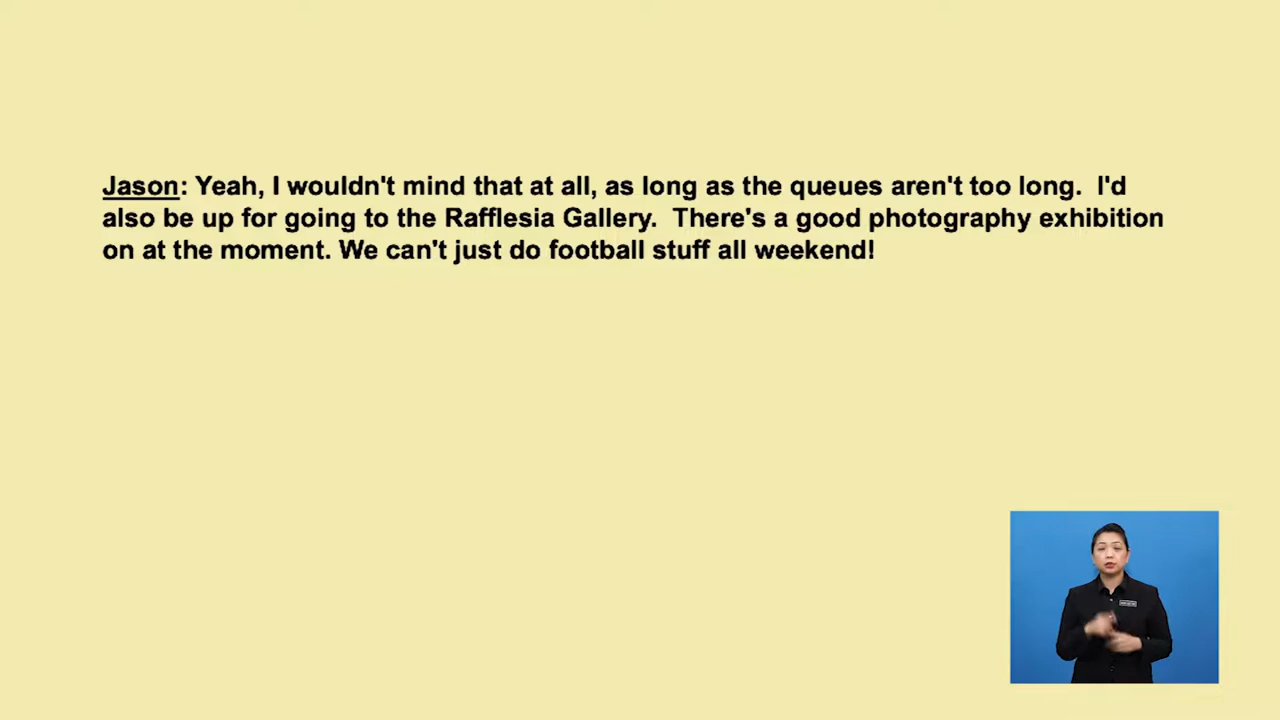 Jason: Yeah, I wouldn't mind that at all, as long as the queues aren't too long.  I'd
also be up for going to the Rafflesia Gallery.  There's a good photography exhibition
on at the moment. We can't just do football stuff all weekend!